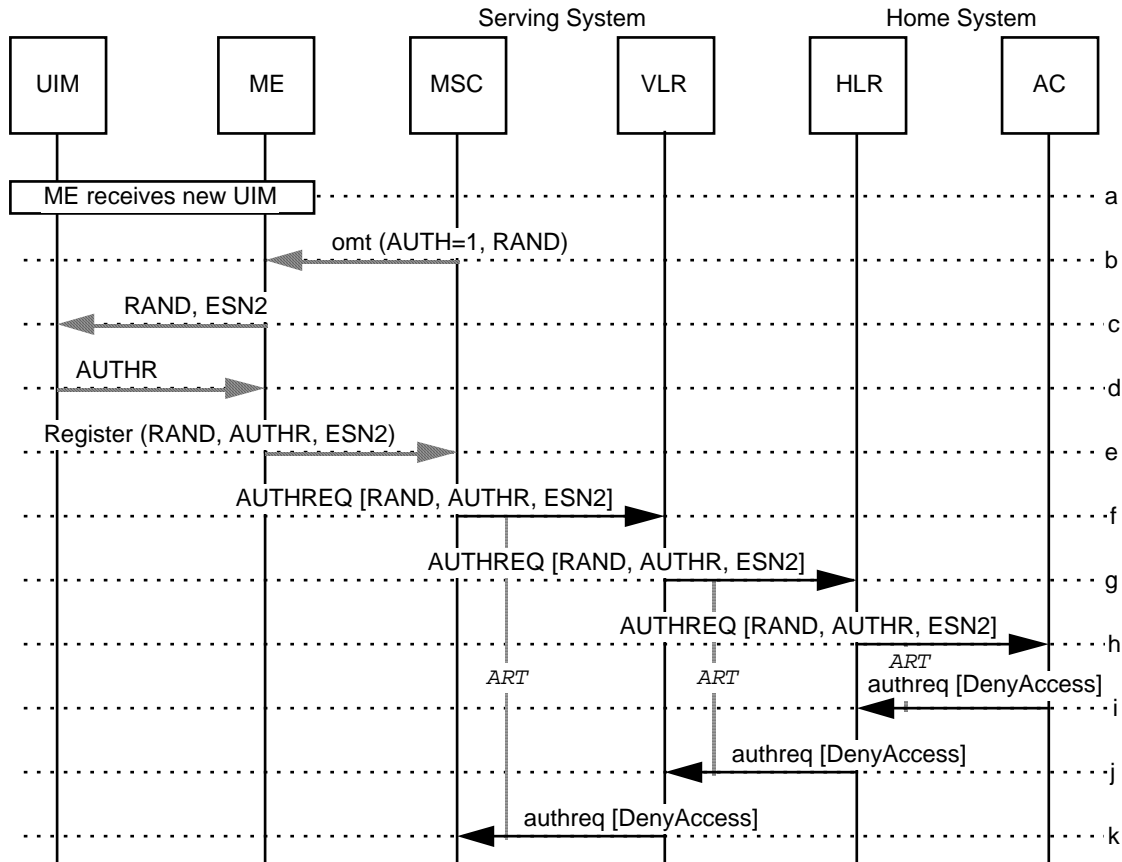 Serving System Home System
UIM ME MSC VLR HLR AC
ME receives new UIM a
omt (AUTH=1, RAND) b
RAND, ESN2 c
AUTHR d
Register (RAND, AUTHR, ESN2) e
AUTHREQ [RAND, AUTHR, ESN2] f
AUTHREQ [RAND, AUTHR, ESN2] g
AUTHREQ [RAND, AUTHR, ESN2] h
ART ART ART
authreq [DenyAccess] i
authreq [DenyAccess] j
authreq [DenyAccess] k